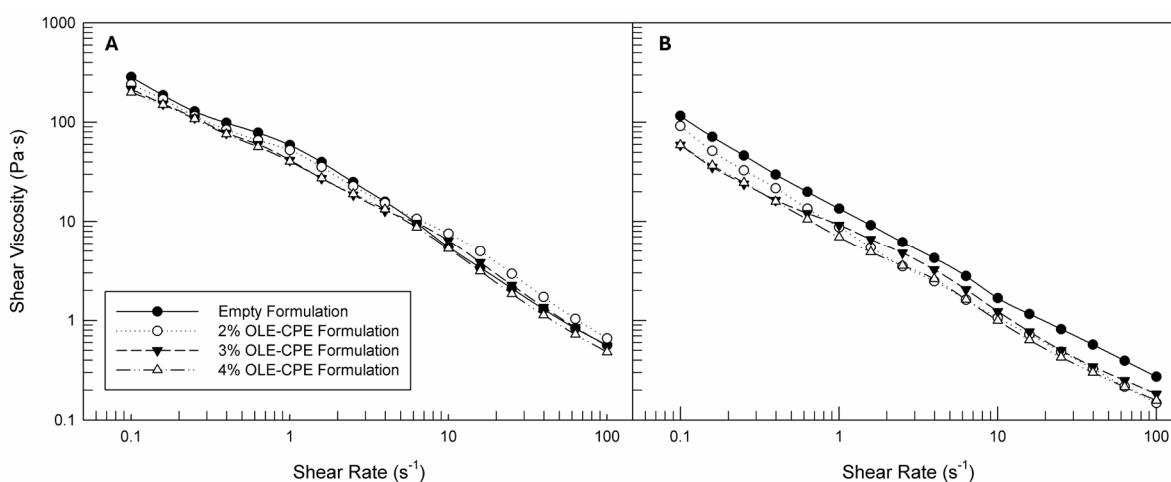 A
B
1000
100
10
1
0.1
Shear Viscosity (Pa·s)
Empty Formulation
2% OLE-CPE Formulation
3% OLE-CPE Formulation
4% OLE-CPE Formulation
0.1 1 10 100
0.1 1 10 100
Shear Rate (s⁻¹)
Shear Rate (s⁻¹)